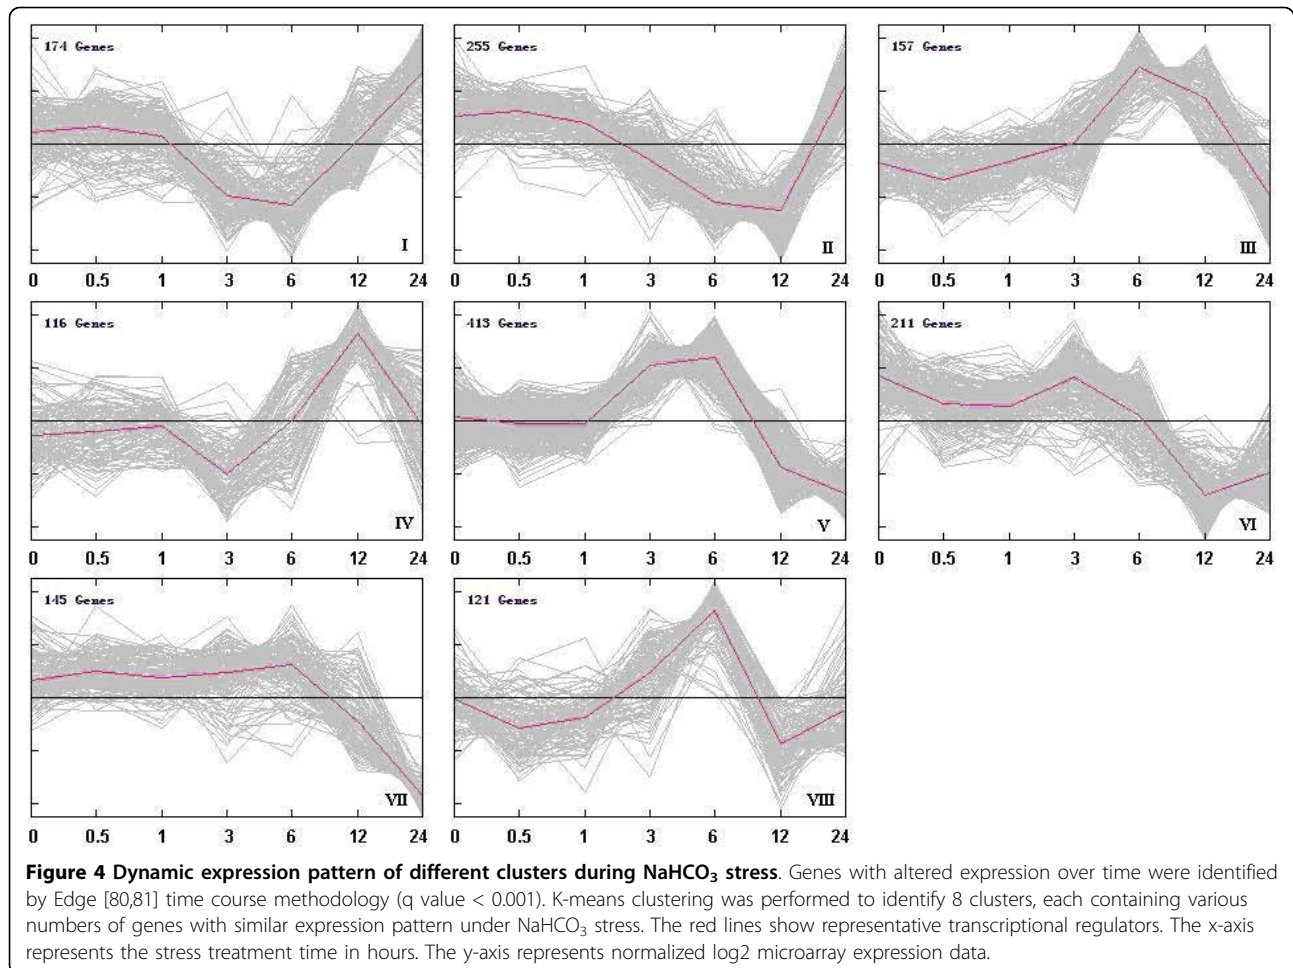 174 Genes
I
0 0.5 1 3 6 12 24
255 Genes
II
0 0.5 1 3 6 12 24
157 Genes
III
0 0.5 1 3 6 12 24
116 Genes
IV
0 0.5 1 3 6 12 24
413 Genes
V
0 0.5 1 3 6 12 24
211 Genes
VI
0 0.5 1 3 6 12 24
145 Genes
VII
0 0.5 1 3 6 12 24
121 Genes
VIII
0 0.5 1 3 6 12 24
Figure 4 Dynamic expression pattern of different clusters during NaHCO₃ stress. Genes with altered expression over time were identified
by Edge [80,81] time course methodology (q value < 0.001). K-means clustering was performed to identify 8 clusters, each containing various
numbers of genes with similar expression pattern under NaHCO₃ stress. The red lines show representative transcriptional regulators. The x-axis
represents the stress treatment time in hours. The y-axis represents normalized log2 microarray expression data.